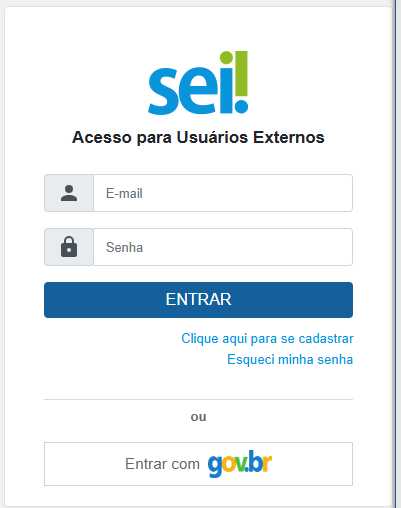 sei!
Acesso para Usuários Externos
E-mail
Senha
ENTRAR
Clique aqui para se cadastrar
Esqueci minha senha
ou
Entrar com gov.br